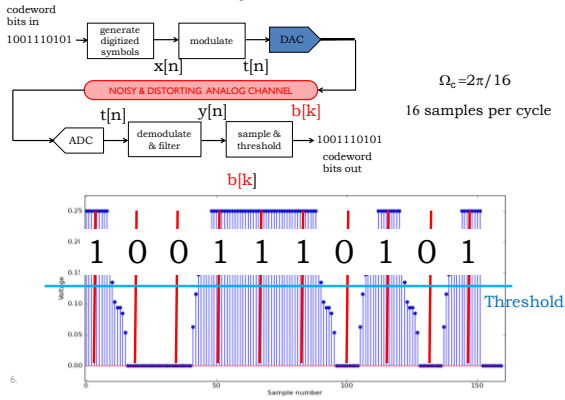 codeword
bits in
1001110101
generate
digitized
symbols
modulate
DAC
x[n]
t[n]
NOISY & DISTORTING ANALOG CHANNEL
Ωc=2π/16
16 samples per cycle
t[n]
y[n]
b[k]
ADC
demodulate
& filter
sample &
threshold
1001110101
codeword
bits out
b[k]
0.25
1 0 0 1 1 1 0 1 0 1
Threshold
0.10
0.05
0.00
0
50
100
150
Sample number
6.